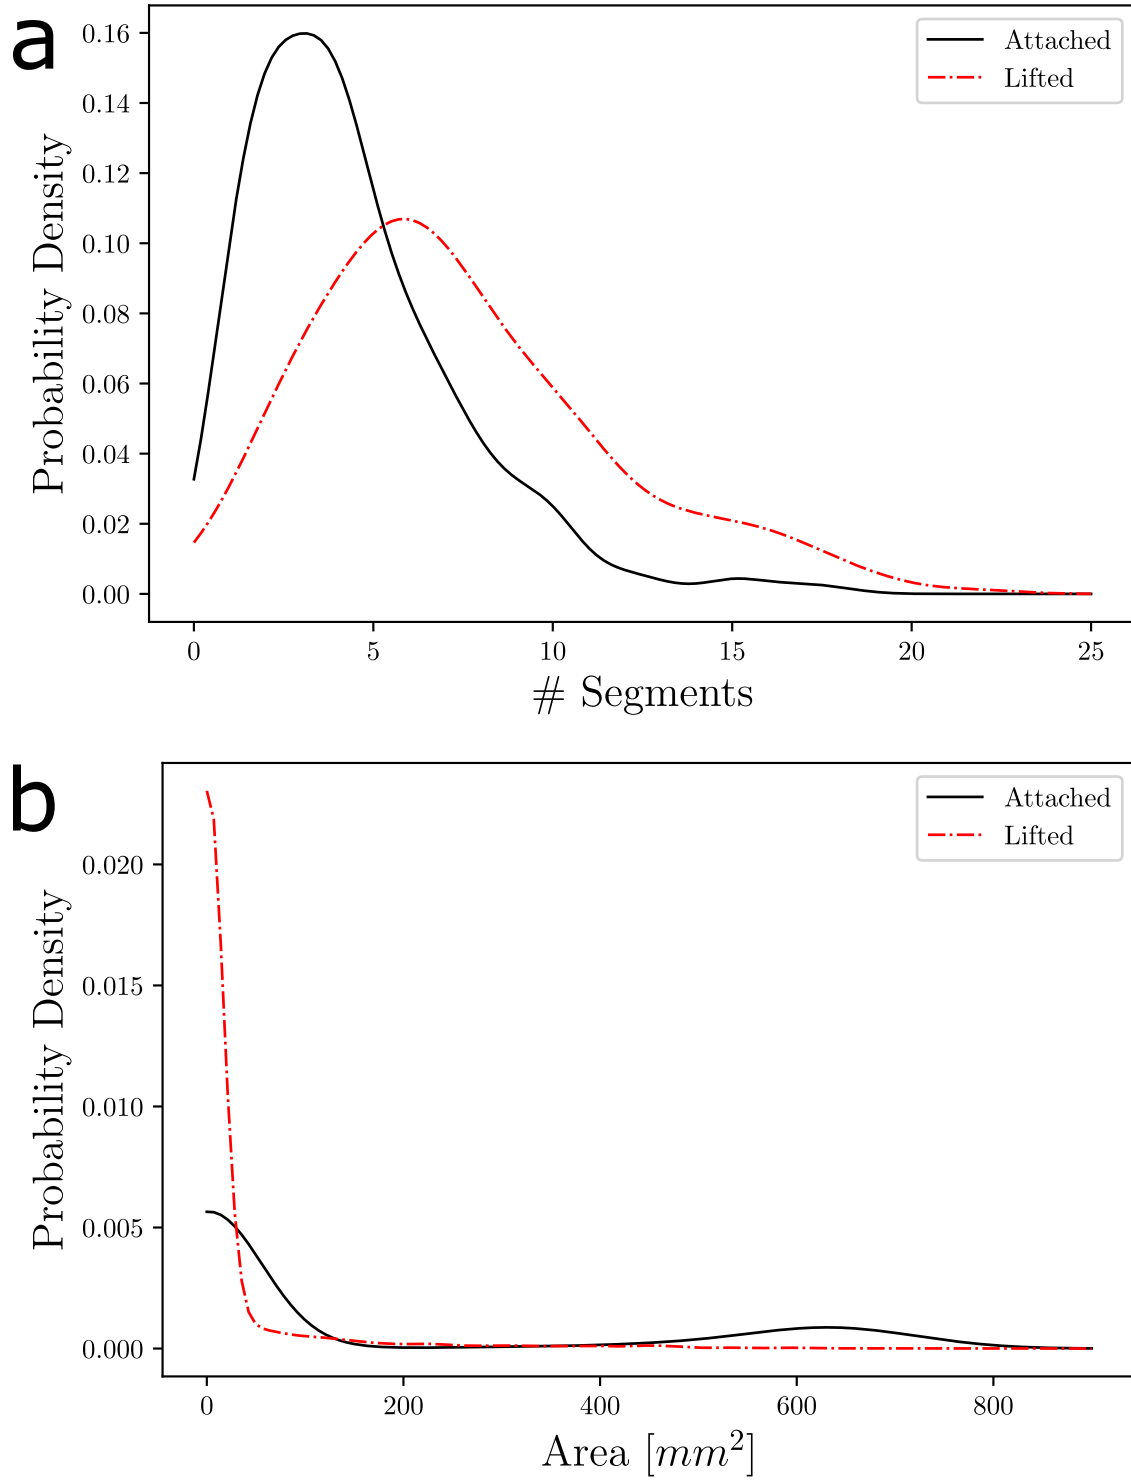 a
Attached
Lifted
Probability Density
0.16
0.14
0.12
0.10
0.08
0.06
0.04
0.02
0.00
0 5 10 15 20 25
# Segments
b
Attached
Lifted
Probability Density
0.020
0.015
0.010
0.005
0.000
0 200 400 600 800
Area [mm²]